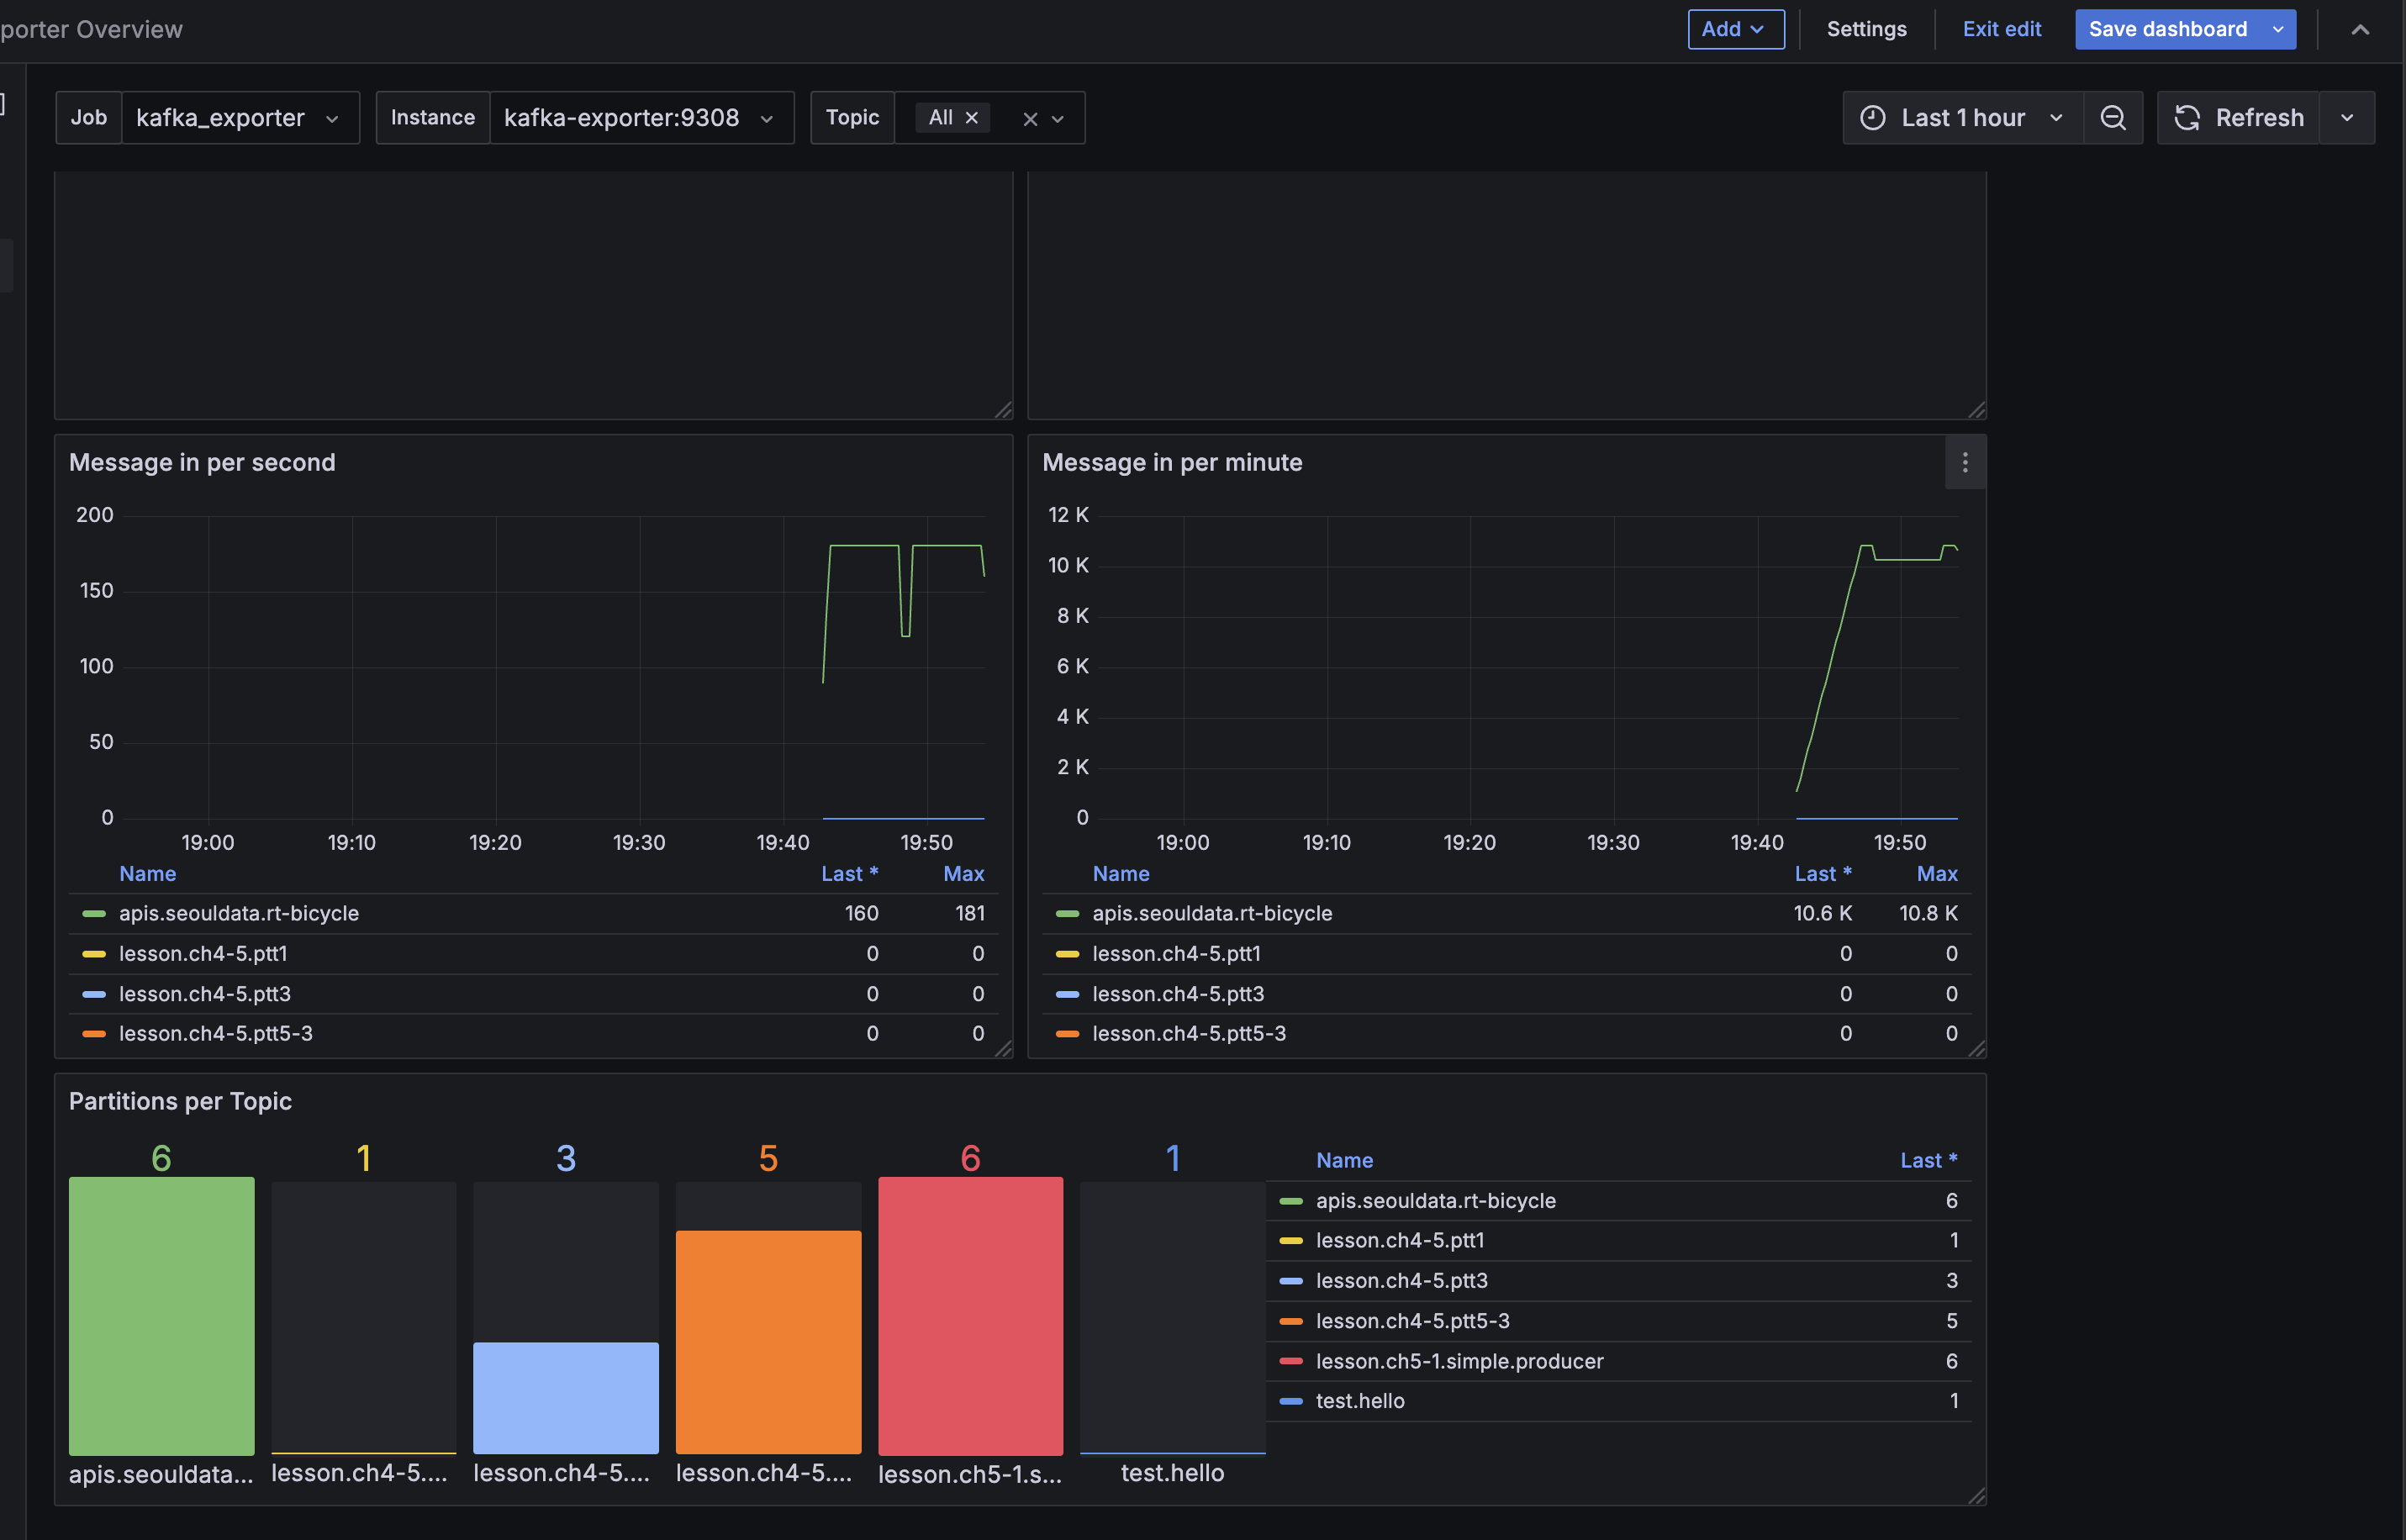 porter Overview
Add
Settings
Exit edit
Save dashboard
Job
kafka_exporter
Instance
kafka-exporter:9308
Topic
All
Last 1 hour
Refresh
Message in per second
200
150
100
50
0
19:00 19:10 19:20 19:30 19:40 19:50
Name Last * Max
apis.seouldata.rt-bicycle 160 181
lesson.ch4-5.ptt1 0 0
lesson.ch4-5.ptt3 0 0
lesson.ch4-5.ptt5-3 0 0
Message in per minute
12 K
10 K
8 K
6 K
4 K
2 K
0
19:00 19:10 19:20 19:30 19:40 19:50
Name Last * Max
apis.seouldata.rt-bicycle 10.6 K 10.8 K
lesson.ch4-5.ptt1 0 0
lesson.ch4-5.ptt3 0 0
lesson.ch4-5.ptt5-3 0 0
Partitions per Topic
6 1 3 5 6 1
apis.seouldata... lesson.ch4-5.... lesson.ch4-5.... lesson.ch4-5.... lesson.ch5-1.s... test.hello
Name Last *
apis.seouldata.rt-bicycle 6
lesson.ch4-5.ptt1 1
lesson.ch4-5.ptt3 3
lesson.ch4-5.ptt5-3 5
lesson.ch5-1.simple.producer 6
test.hello 1